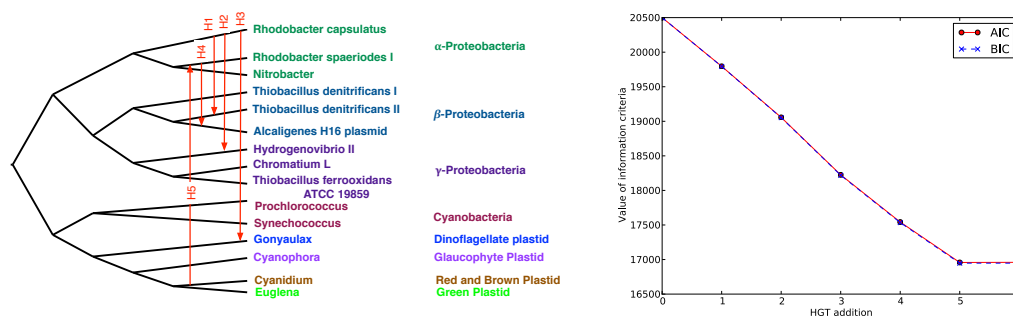 H1
H2
H3
H4
H5
Rhodobacter capsulatus
Rhodobacter spaeriodes I
Nitrobacter
Thiobacillus denitrificans I
Thiobacillus denitrificans II
Alcaligenes H16 plasmid
Hydrogenovibrio II
Chromatium L
Thiobacillus ferrooxidans
ATCC 19859
Prochlorococcus
Synechococcus
Gonyaulax
Cyanophora
Cyanidium
Euglena
α-Proteobacteria
β-Proteobacteria
γ-Proteobacteria
Cyanobacteria
Dinoflagellate plastid
Glaucophyte Plastid
Red and Brown Plastid
Green Plastid
Value of information criteria
20500
20000
19500
19000
18500
18000
17500
17000
16500
0 1 2 3 4 5
HGT addition
AIC
BIC